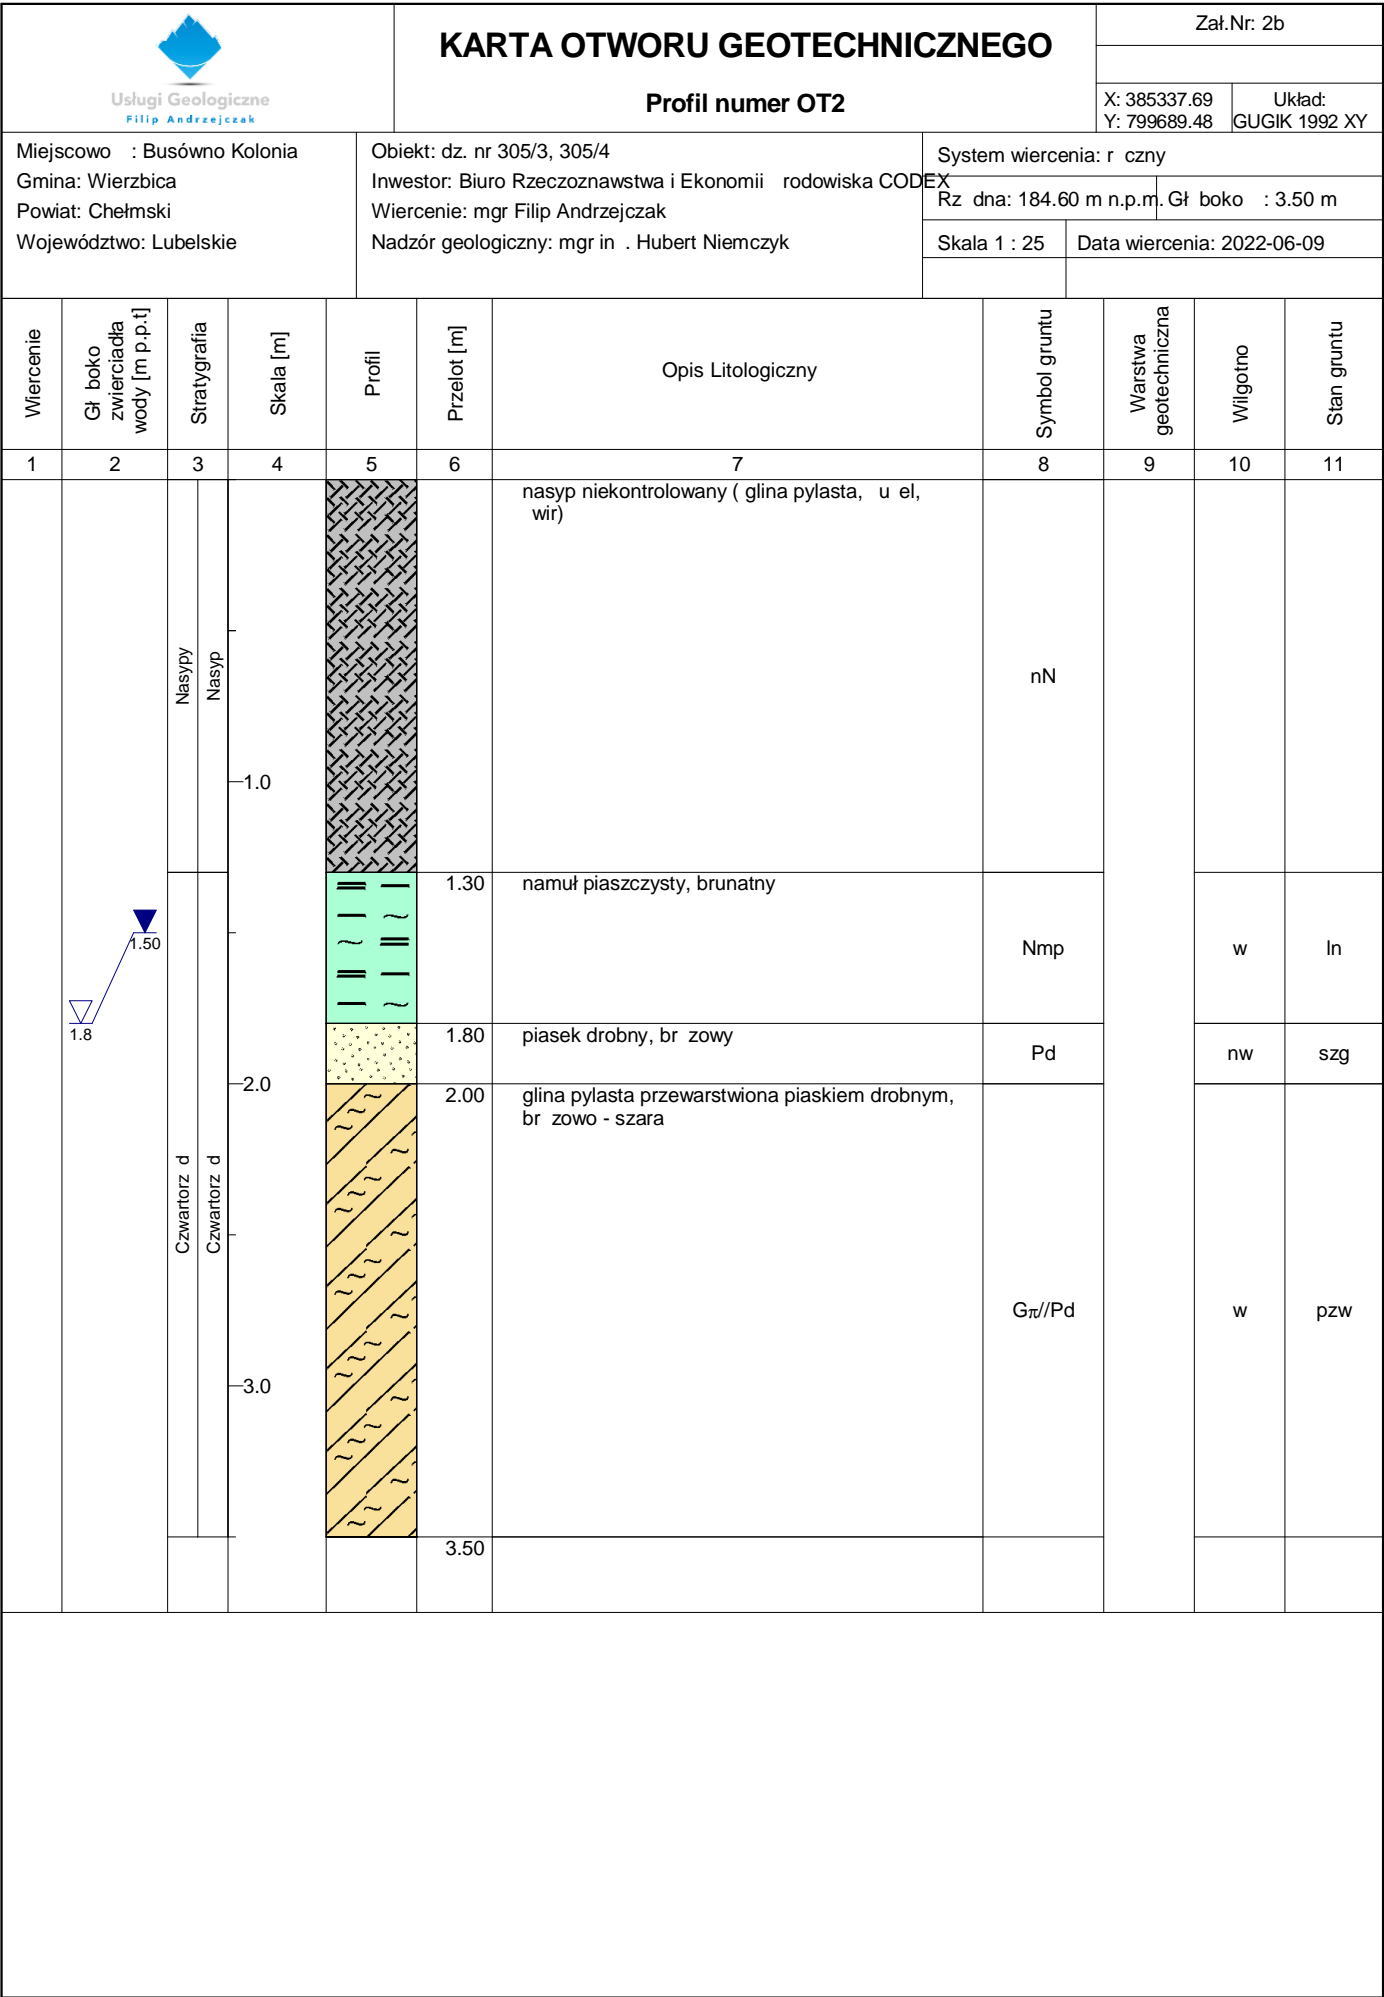 Usługi Geologiczne
Filip Andrzejczak
KARTA OTWORU GEOTECHNICZNEGO
Profil numer OT2
Zał.Nr: 2b
X: 385337.69
Y: 799689.48
Układ:
GUGIK 1992 XY
Miejscowo : Busówno Kolonia
Gmina: Wierzbica
Powiat: Chełmski
Województwo: Lubelskie
Obiekt: dz. nr 305/3, 305/4
Inwestor: Biuro Rzeczoznawstwa i Ekonomii rodowiska CODEX
Wiercenie: mgr Filip Andrzejczak
Nadzór geologiczny: mgr in . Hubert Niemczyk
System wiercenia: r czny
Rz dna: 184.60 m n.p.m.
Gł boko : 3.50 m
Skala 1 : 25
Data wiercenia: 2022-06-09
Wiercenie
Gł boko
zwierciadła
wody [m p.p.t]
Stratygrafia
Skala [m]
Profil
Przelot [m]
Opis Litologiczny
Symbol gruntu
Warstwa
geotechniczna
Wilgotno
Stan gruntu
1 2 3 4 5 6 7 8 9 10 11
nasyp niekontrolowany ( glina pylasta, u el,
wir)
Nasypy
Nasyp
nN
1.0
1.30
namuł piaszczysty, brunatny
1.50
Nmp
w
ln
1.8
1.80
piasek drobny, br zowy
Pd
nw
szg
2.0
2.00
glina pylasta przewarstwiona piaskiem drobnym,
br zowo - szara
Czwartorz d
Czwartorz d
Gπ//Pd
w
pzw
3.0
3.50